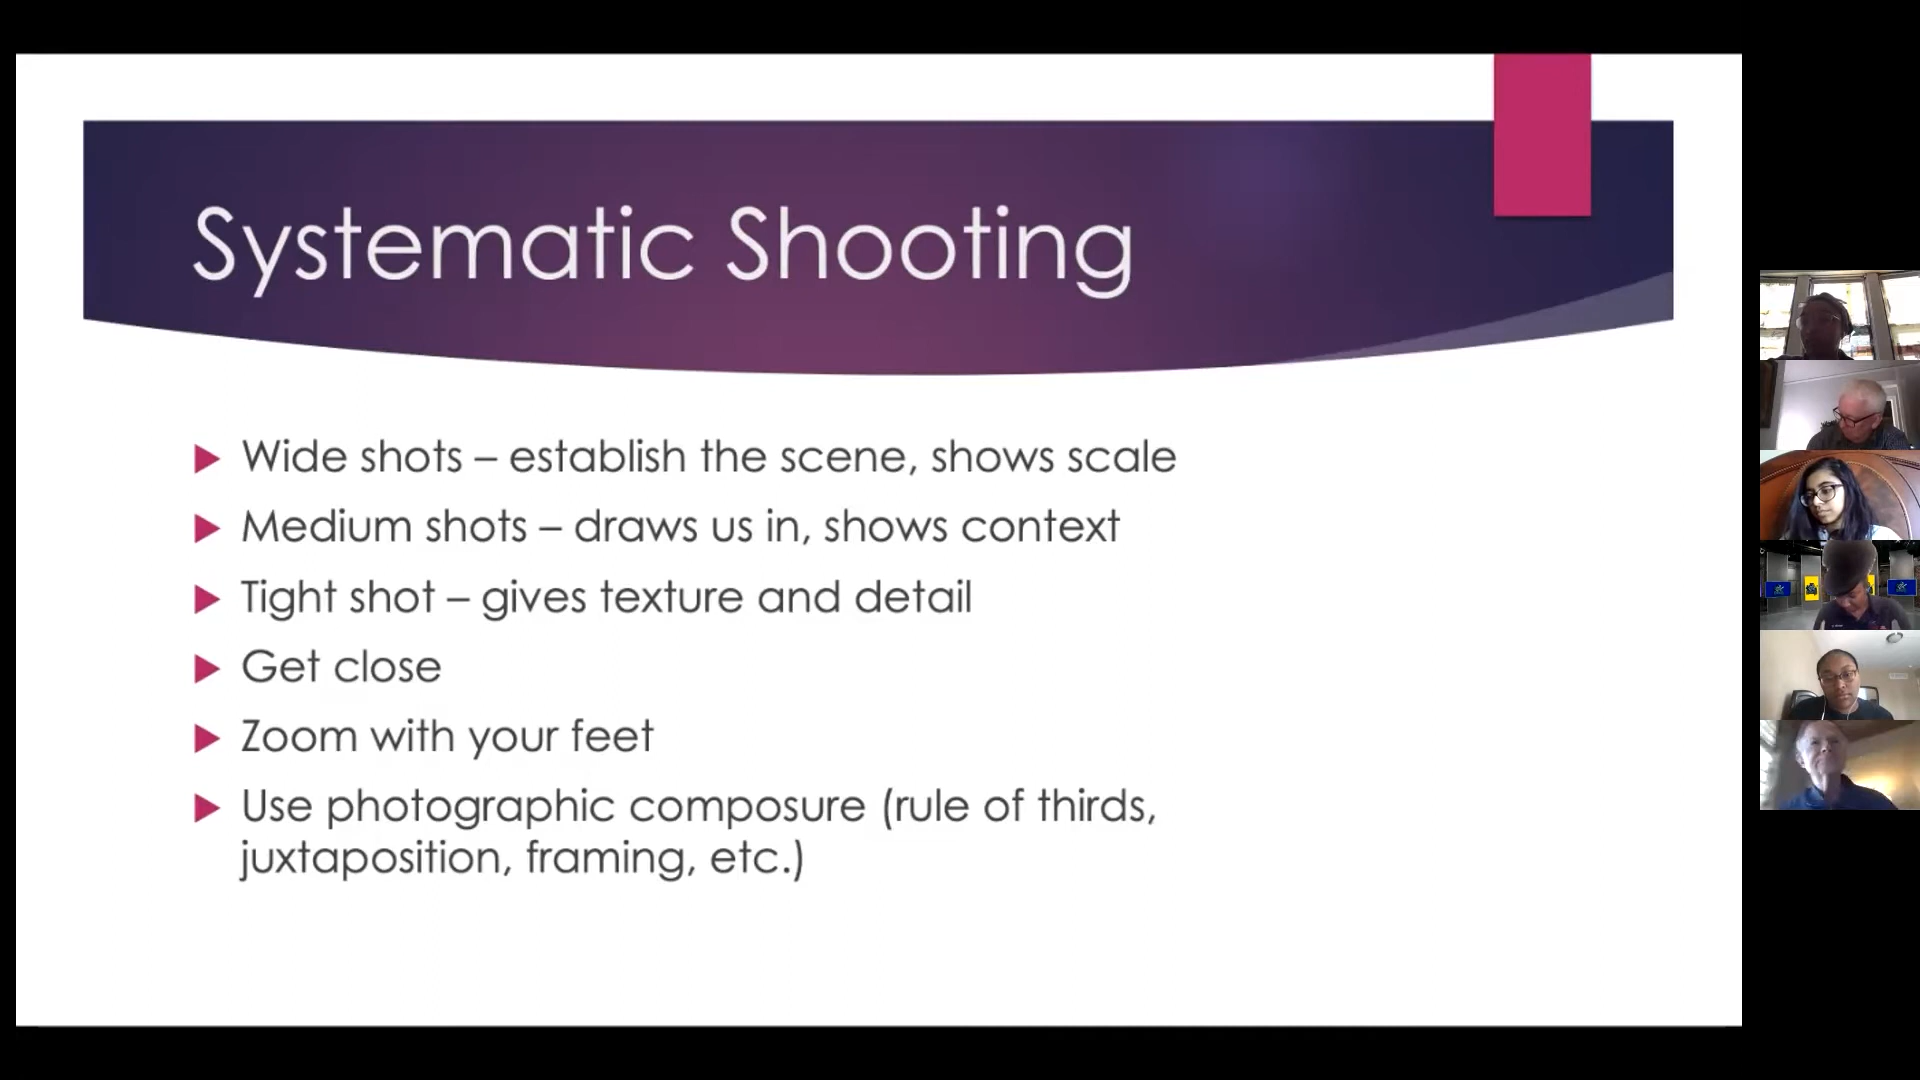 Systematic Shooting
Wide shots – establish the scene, shows scale
Medium shots – draws us in, shows context
Tight shot – gives texture and detail
Get close
Zoom with your feet
Use photographic composure (rule of thirds,
juxtaposition, framing, etc.)